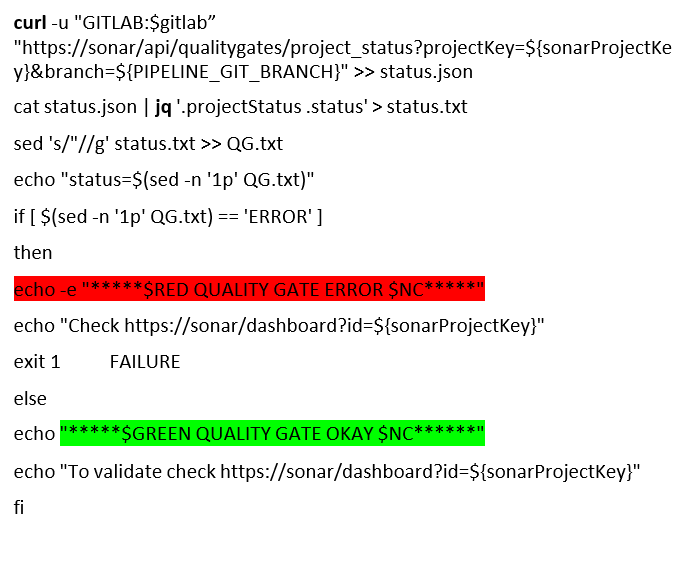 curl -u "GITLAB:$gitlab”
"https://sonar/api/qualitygates/project_status?projectKey=${sonarProjectKe
y}&branch=${PIPELINE_GIT_BRANCH}" >> status.json
cat status.json | jq '.projectStatus .status' > status.txt
sed 's/"//g' status.txt >> QG.txt
echo "status=$(sed -n '1p' QG.txt)"
if [ $(sed -n '1p' QG.txt) == 'ERROR' ]
then
echo -e "*****$RED QUALITY GATE ERROR $NC*****"
echo "Check https://sonar/dashboard?id=${sonarProjectKey}"
exit 1 FAILURE
else
echo "*****$GREEN QUALITY GATE OKAY $NC******"
echo "To validate check https://sonar/dashboard?id=${sonarProjectKey}"
fi